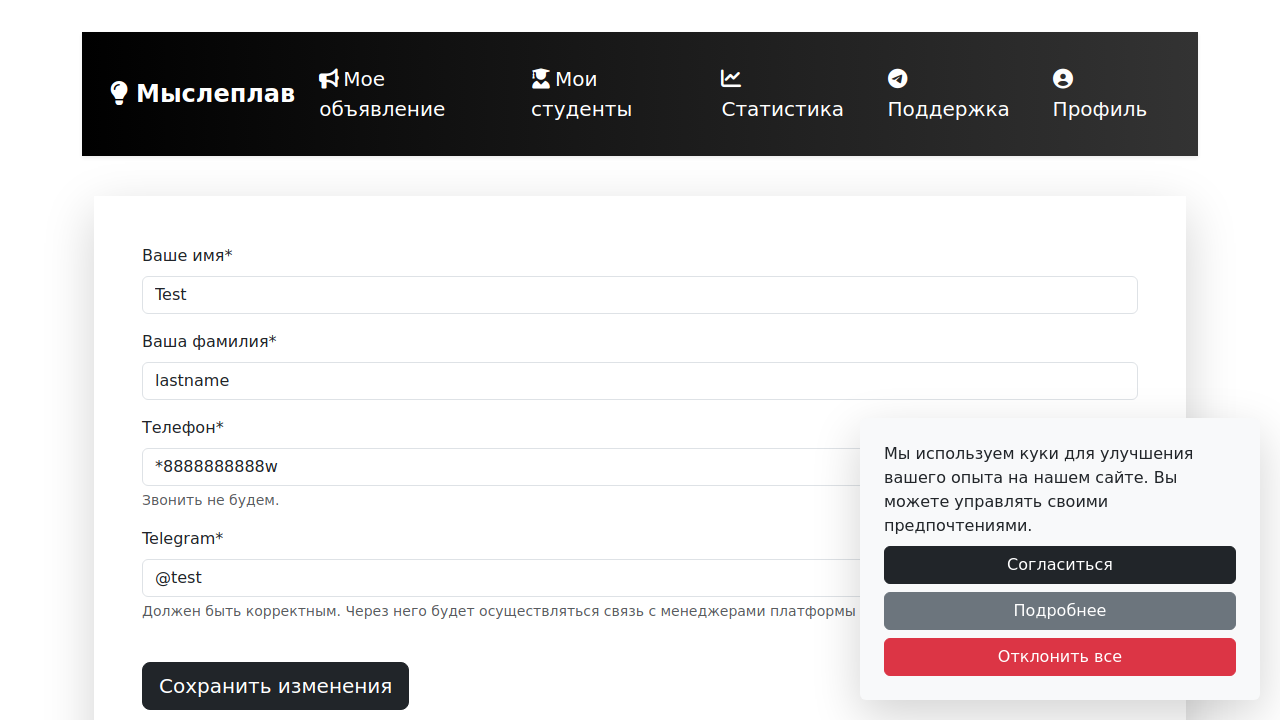 Мыслеплав
Мое
объявление
Мои
студенты
Статистика
Поддержка
Профиль
Ваше имя*
Test
Ваша фамилия*
lastname
Телефон*
*8888888888w
Звонить не будем.
Telegram*
@test
Должен быть корректным. Через него будет осуществляться связь с менеджерами платформы
Сохранить изменения
Мы используем куки для улучшения
вашего опыта на нашем сайте. Вы
можете управлять своими
предпочтениями.
Согласиться
Подробнее
Отклонить все